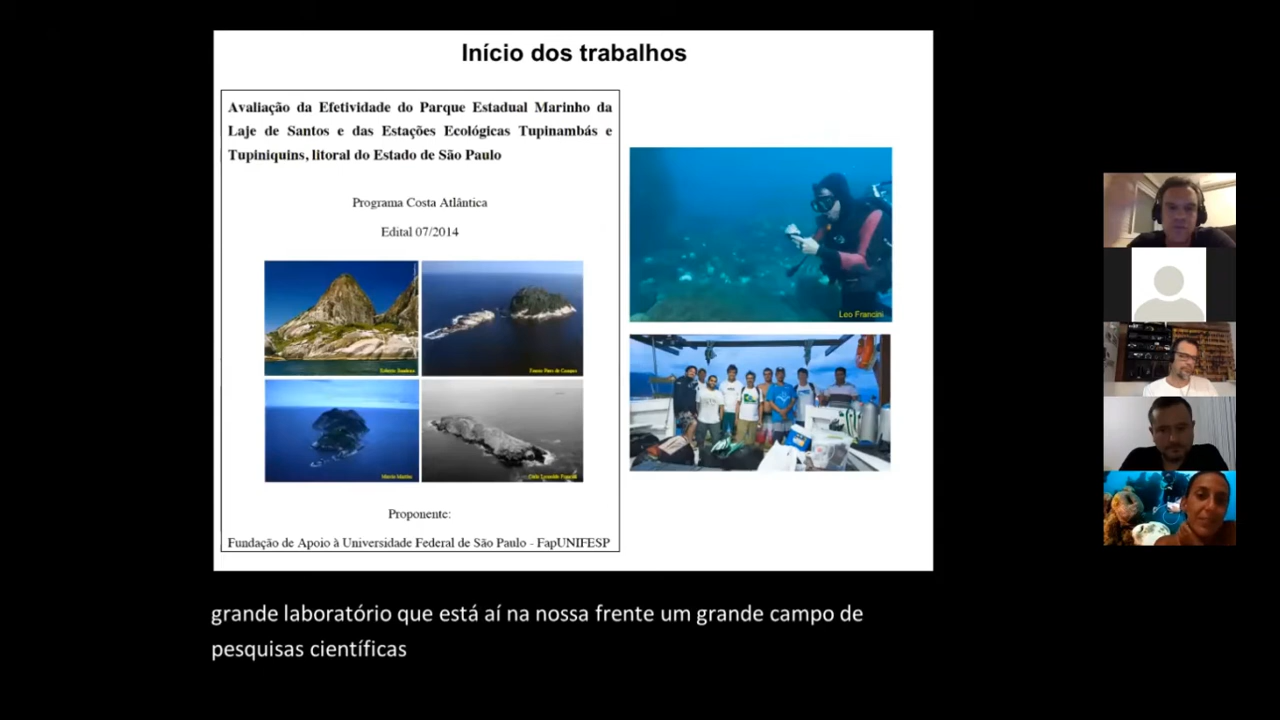 Início dos trabalhos
Avaliação da Efetividade do Parque Estadual Marinho da
Laje de Santos e das Estações Ecológicas Tupinambás e
Tupiniquins, litoral do Estado de São Paulo
Programa Costa Atlântica
Edital 07/2014
Leo Francini
Proponente:
Fundação de Apoio à Universidade Federal de São Paulo - FapUNIFESP
grande laboratório que está aí na nossa frente um grande campo de
pesquisas científicas